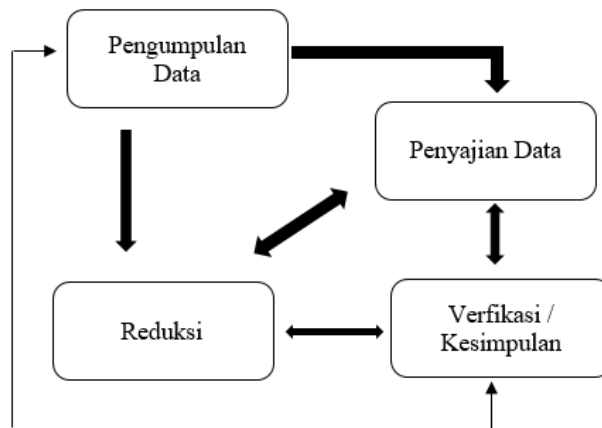 Pengumpulan
Data
Penyajian Data
Reduksi
Verfikasi /
Kesimpulan